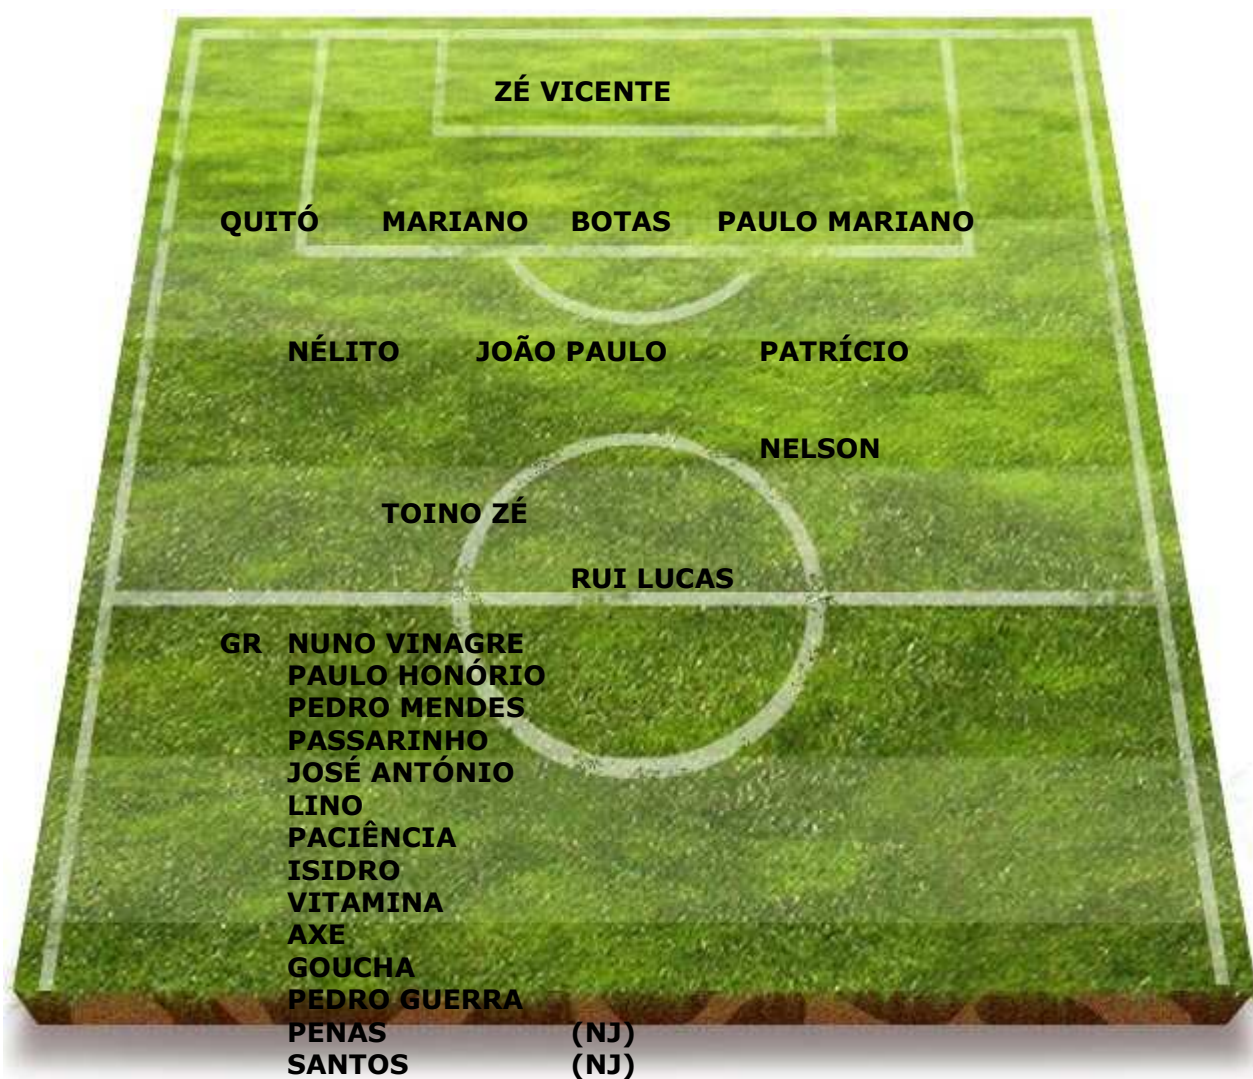 ZÉ VICENTE
QUITÓ MARIANO BOTAS PAULO MARIANO
NÉLITO JOÃO PAULO PATRÍCIO
NELSON
TOINO ZÉ
RUI LUCAS
GR NUNO VINAGRE
PAULO HONÓRIO
PEDRO MENDES
PASSARINHO
JOSÉ ANTÓNIO
LINO
PACIÊNCIA
ISIDRO
VITAMINA
AXE
GOUCHA
PEDRO GUERRA
PENAS (NJ)
SANTOS (NJ)